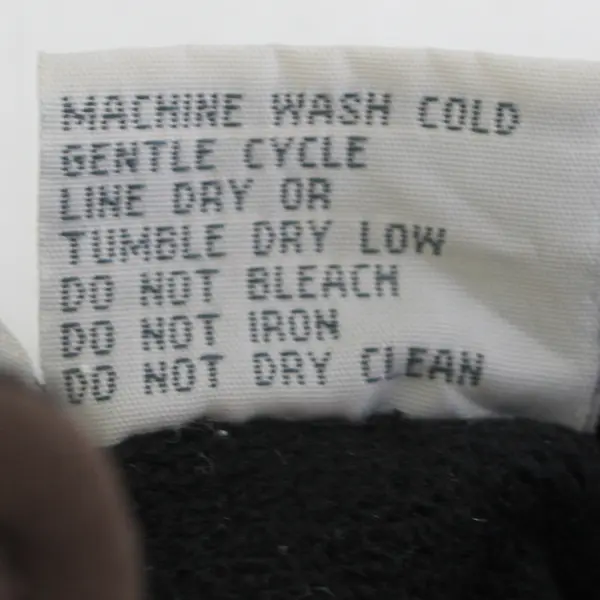 MACHINE WASH COLD
GENTLE CYCLE
LINE DRY OR
TUMBLE DRY LOW
DO NOT BLEACH
DO NOT IRON
DO NOT DRY CLEAN